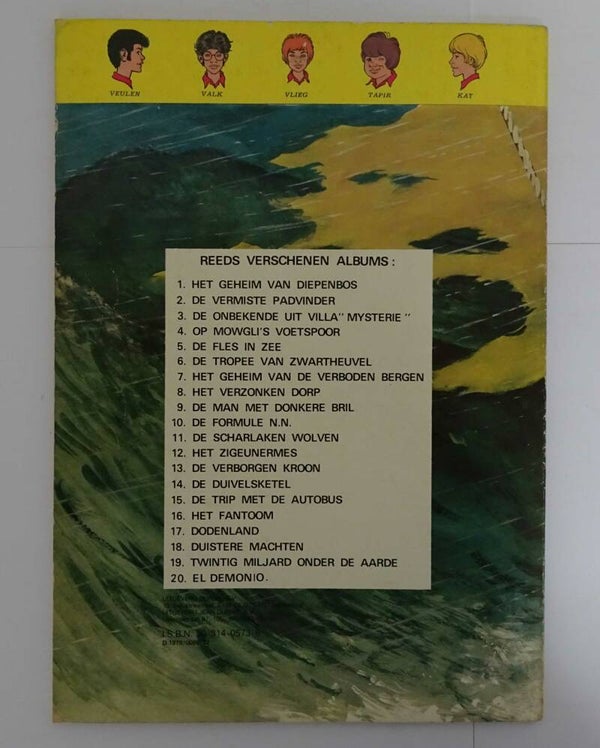 VEULEN VALK VLIEG TAPIR KAT
REEDS VERSCHENEN ALBUMS :
1. HET GEHEIM VAN DIEPENBOS
2. DE VERMISTE PADVINDER
3. DE ONBEKENDE UIT VILLA" MYSTERIE "
4. OP MOWGLI'S VOETSPOOR
5. DE FLES IN ZEE
6. DE TROPEE VAN ZWARTHEUVEL
7. HET GEHEIM VAN DE VERBODEN BERGEN
8. HET VERZONKEN DORP
9. DE MAN MET DONKERE BRIL
10. DE FORMULE N.N.
11. DE SCHARLAKEN WOLVEN
12. HET ZIGEUNERMES
13. DE VERBORGEN KROON
14. DE DUIVELSKETEL
15. DE TRIP MET DE AUTOBUS
16. HET FANTOOM
17. DODENLAND
18. DUISTERE MACHTEN
19. TWINTIG MILJARD ONDER DE AARDE
20. EL DEMONIO.
I.S.B.N.